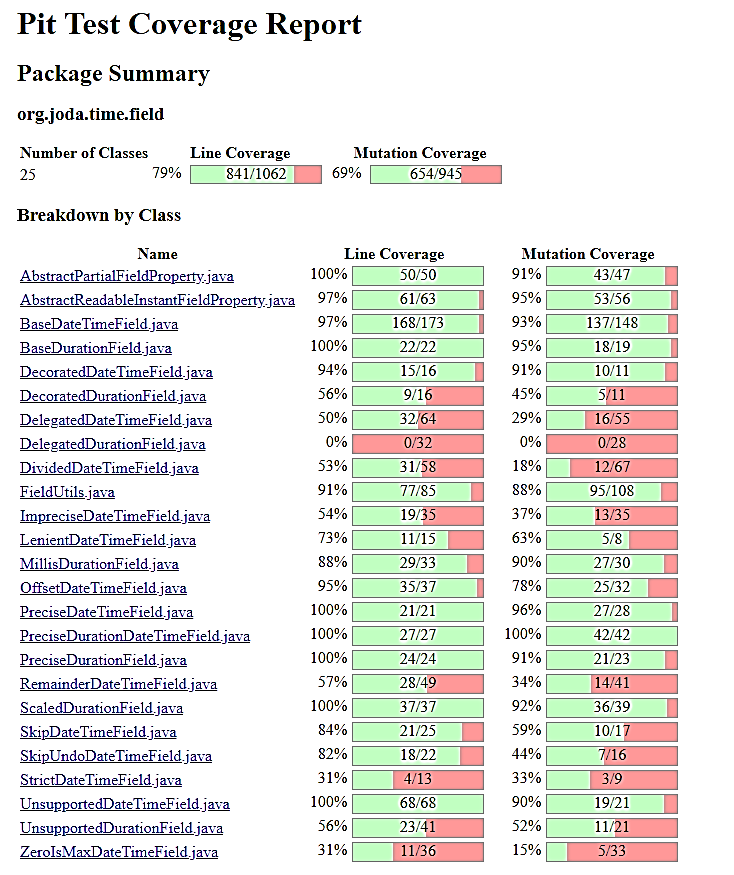 Pit Test Coverage Report
Package Summary
org.joda.time.field
Number of Classes Line Coverage Mutation Coverage
25 79% 841/1062 69% 654/945
Breakdown by Class
Name Line Coverage Mutation Coverage
AbstractPartialFieldProperty.java 100% 50/50 91% 43/47
AbstractReadableInstantFieldProperty.java 97% 61/63 95% 53/56
BaseDateTimeField.java 97% 168/173 93% 137/148
BaseDurationField.java 100% 22/22 95% 18/19
DecoratedDateTimeField.java 94% 15/16 91% 10/11
DecoratedDurationField.java 56% 9/16 45% 5/11
DelegatedDateTimeField.java 50% 32/64 29% 16/55
DelegatedDurationField.java 0% 0/32 0% 0/28
DividedDateTimeField.java 53% 31/58 18% 12/67
FieldUtils.java 91% 77/85 88% 95/108
ImpreciseDateTimeField.java 54% 19/35 37% 13/35
LenientDateTimeField.java 73% 11/15 63% 5/8
MillisDurationField.java 88% 29/33 90% 27/30
OffsetDateTimeField.java 95% 35/37 78% 25/32
PreciseDateTimeField.java 100% 21/21 96% 27/28
PreciseDurationDateTimeField.java 100% 27/27 100% 42/42
PreciseDurationField.java 100% 24/24 91% 21/23
RemainderDateTimeField.java 57% 28/49 34% 14/41
ScaledDurationField.java 100% 37/37 92% 36/39
SkipDateTimeField.java 84% 21/25 59% 10/17
SkipUndoDateTimeField.java 82% 18/22 44% 7/16
StrictDateTimeField.java 31% 4/13 33% 3/9
UnsupportedDateTimeField.java 100% 68/68 90% 19/21
UnsupportedDurationField.java 56% 23/41 52% 11/21
ZeroIsMaxDateTimeField.java 31% 11/36 15% 5/33